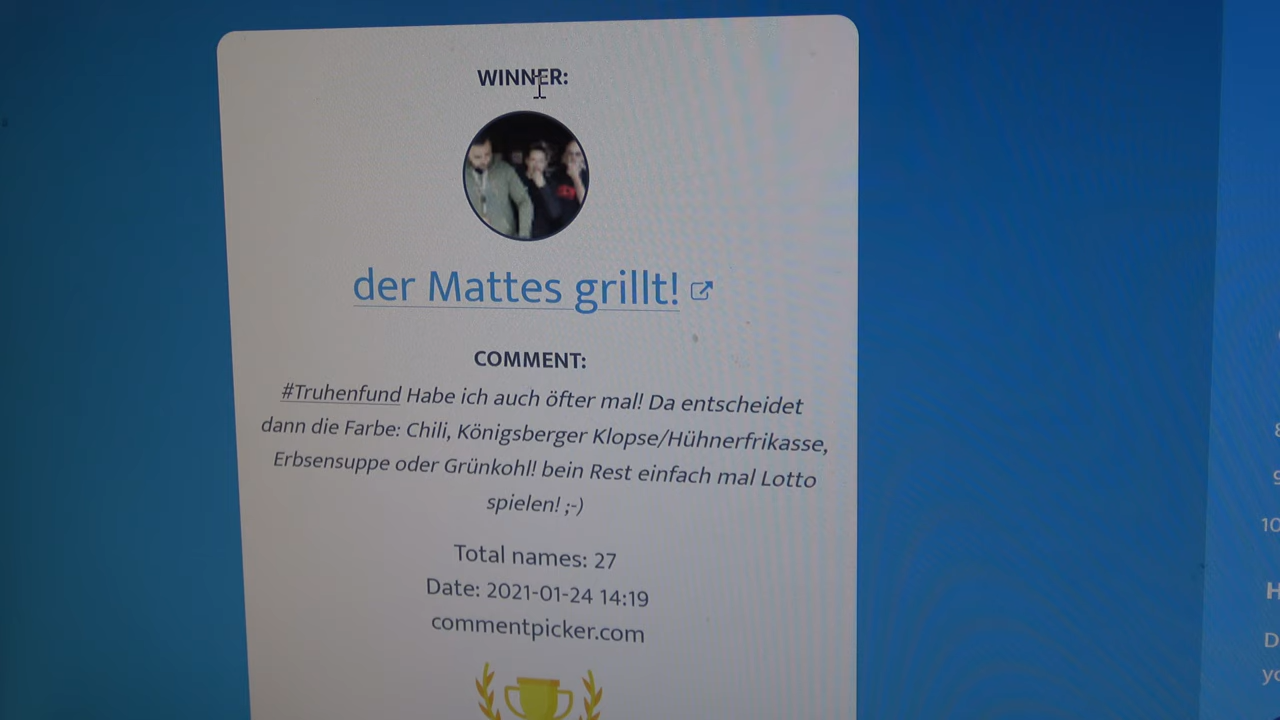 WINNER:
der Mattes grillt!
COMMENT:
#Truhenfund Habe ich auch öfter mal! Da entscheidet
dann die Farbe: Chili, Königsberger Klopse/Hühnerfrikasse,
Erbsensuppe oder Grünkohl! bein Rest einfach mal Lotto
spielen! ;-)
Total names: 27
Date: 2021-01-24 14:19
commentpicker.com